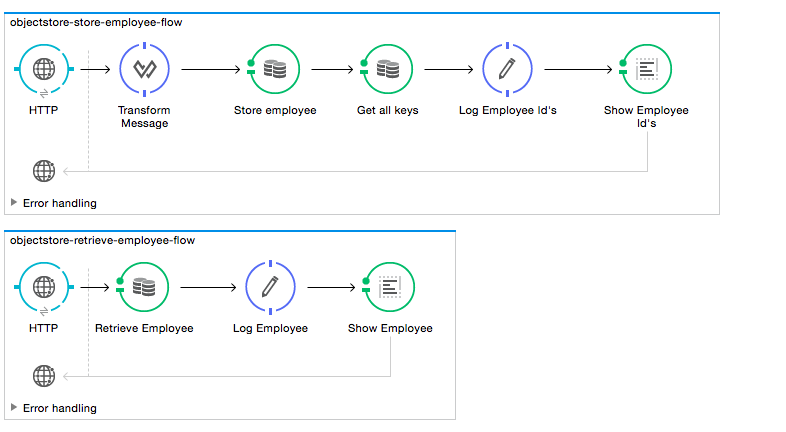 objectstore-store-employee-flow
HTTP
Transform
Message
Store employee
Get all keys
Log Employee Id's
Show Employee
Id's
Error handling
objectstore-retrieve-employee-flow
HTTP
Retrieve Employee
Log Employee
Show Employee
Error handling